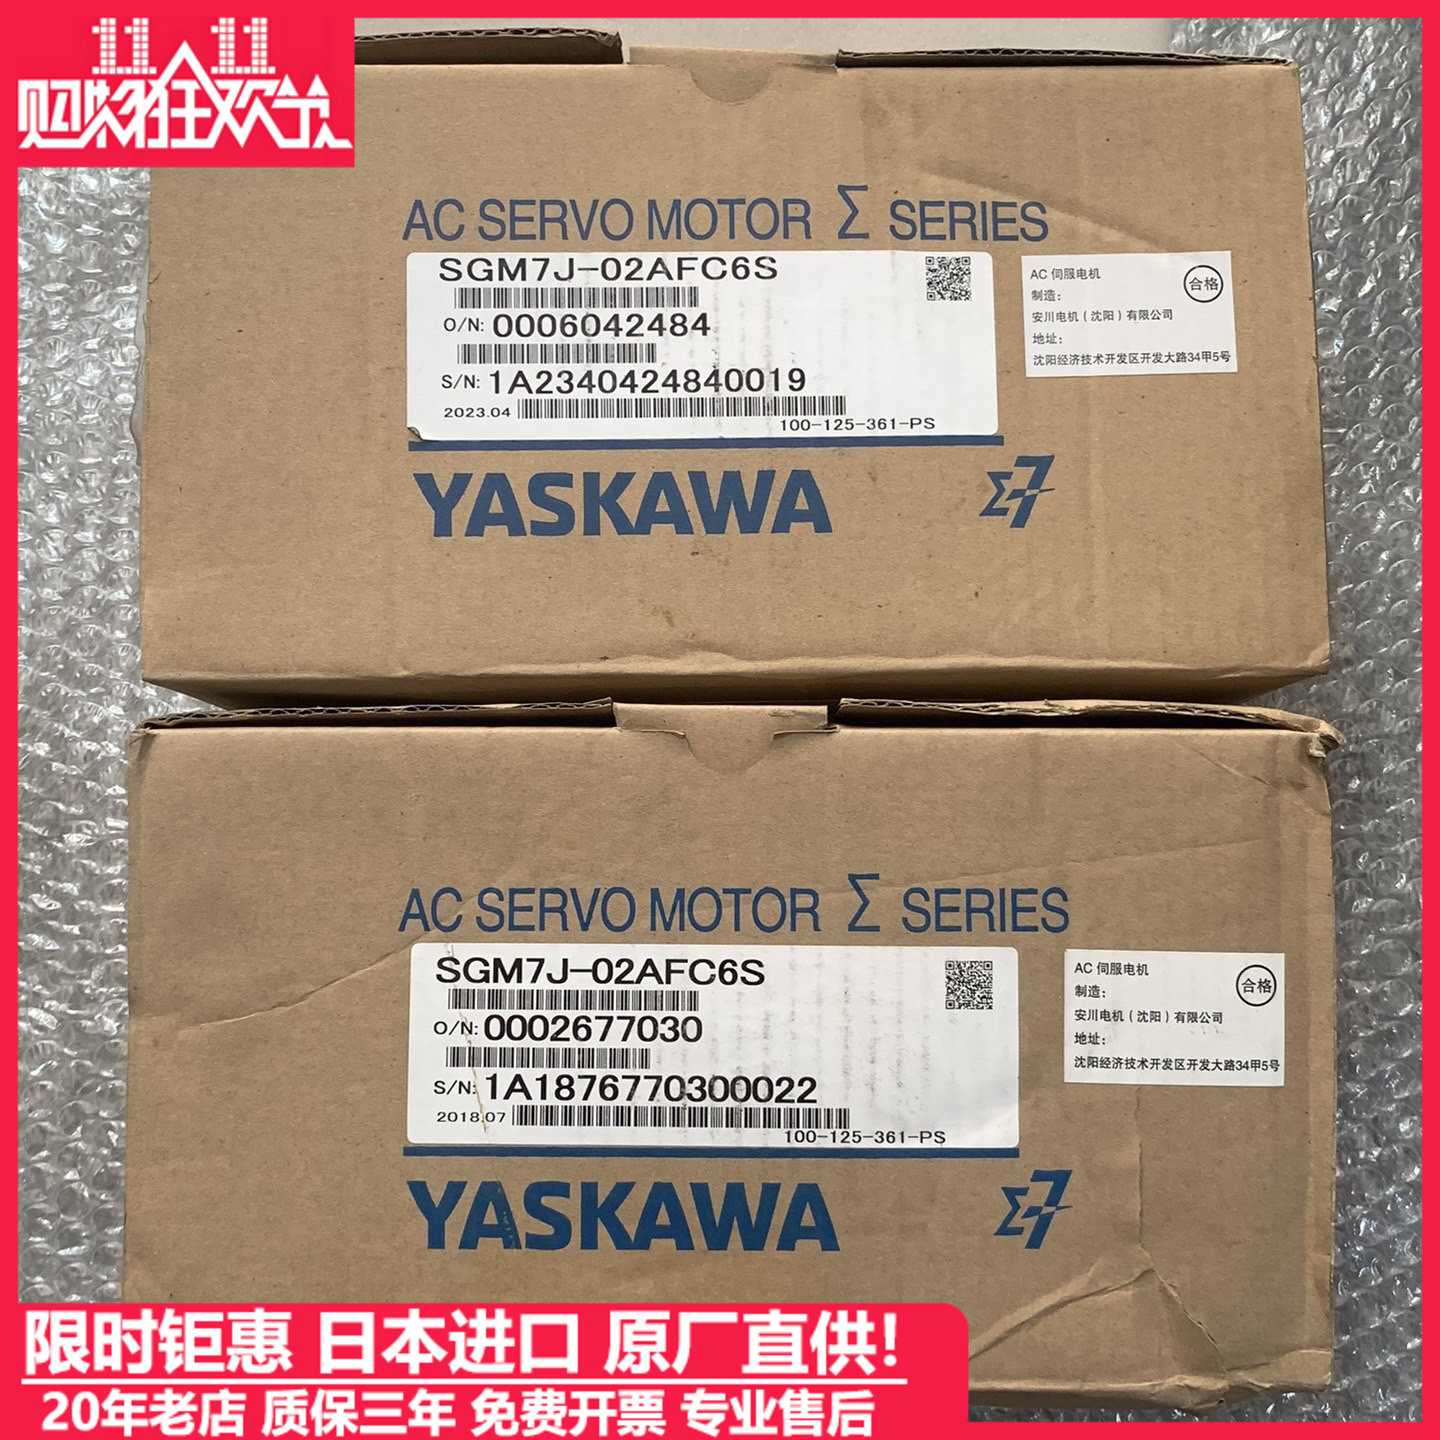 11 11
购物狂欢节
AC SERVO MOTOR Σ SERIES
SGM7J-02AFC6S
O/N: 0006042484
S/N: 1A2340424840019
2023.04
100-125-361-PS
AC 伺服电机
合格
制造：
安川电机（沈阳）有限公司
地址：
沈阳经济技术开发区开发大路34甲5号
YASKAWA
Σ-7
AC SERVO MOTOR Σ SERIES
SGM7J-02AFC6S
O/N: 0002677030
S/N: 1A1876770300022
2018.07
100-125-361-PS
AC 伺服电机
合格
制造：
安川电机（沈阳）有限公司
地址：
沈阳经济技术开发区开发大路34甲5号
YASKAWA
Σ-7
限时钜惠 日本进口 原厂直供!
20年老店 质保三年 免费开票 专业售后